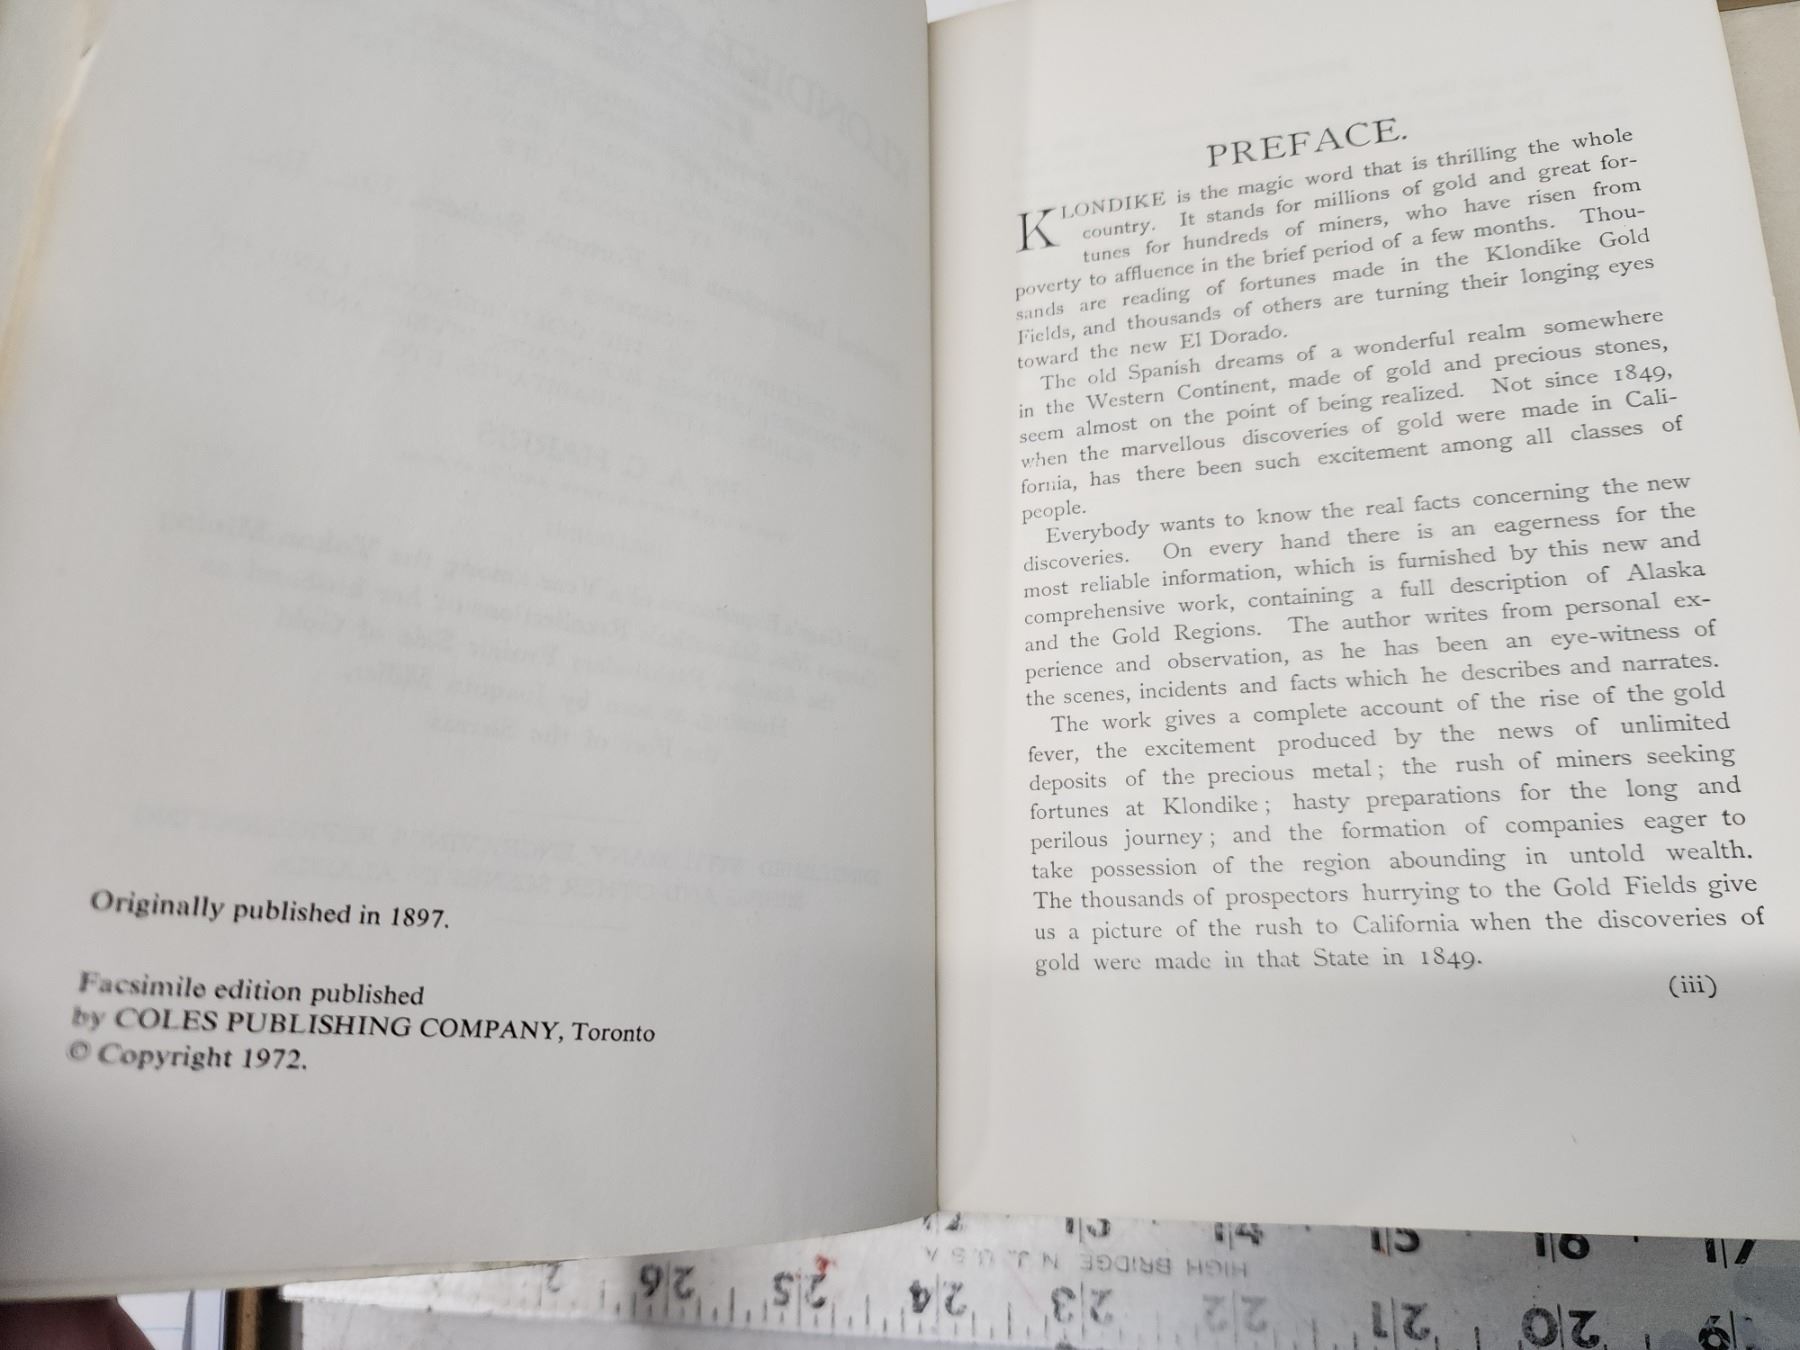 Originally published in 1897.
Facsimile edition published
by COLES PUBLISHING COMPANY, Toronto
© Copyright 1972.
PREFACE.
KLONDIKE is the magic word that is thrilling the whole
country. It stands for millions of gold and great for-
tunes for hundreds of miners, who have risen from
poverty to affluence in the brief period of a few months. Thou-
sands are reading of fortunes made in the Klondike Gold
Fields, and thousands of others are turning their longing eyes
toward the new El Dorado.
The old Spanish dreams of a wonderful realm somewhere
in the Western Continent, made of gold and precious stones,
seem almost on the point of being realized. Not since 1849,
when the marvellous discoveries of gold were made in Cali-
fornia, has there been such excitement among all classes of
people.
Everybody wants to know the real facts concerning the new
discoveries. On every hand there is an eagerness for the
most reliable information, which is furnished by this new and
comprehensive work, containing a full description of Alaska
and the Gold Regions. The author writes from personal ex-
perience and observation, as he has been an eye-witness of
the scenes, incidents and facts which he describes and narrates.
The work gives a complete account of the rise of the gold
fever, the excitement produced by the news of unlimited
deposits of the precious metal; the rush of miners seeking
fortunes at Klondike; hasty preparations for the long and
perilous journey; and the formation of companies eager to
take possession of the region abounding in untold wealth.
The thousands of prospectors hurrying to the Gold Fields give
us a picture of the rush to California when the discoveries of
gold were made in that State in 1849.
(iii)
HIGH BRIDGE N.J. U.S.A
14 15 16 17
26 25 24 23 22 21 20